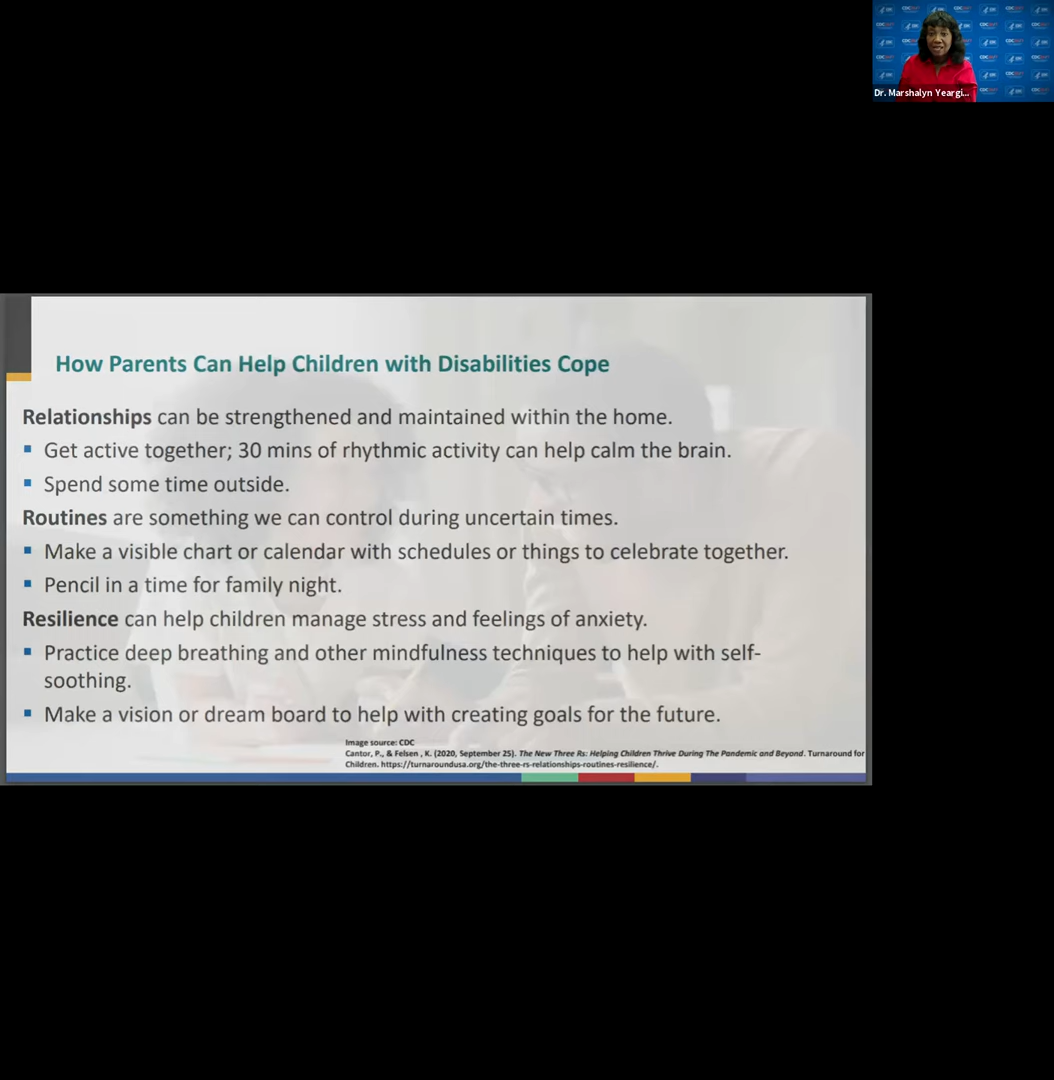 Dr. Marshalyn Yeargi...
How Parents Can Help Children with Disabilities Cope
Relationships can be strengthened and maintained within the home.
▪ Get active together; 30 mins of rhythmic activity can help calm the brain.
▪ Spend some time outside.
Routines are something we can control during uncertain times.
▪ Make a visible chart or calendar with schedules or things to celebrate together.
▪ Pencil in a time for family night.
Resilience can help children manage stress and feelings of anxiety.
▪ Practice deep breathing and other mindfulness techniques to help with self-
soothing.
▪ Make a vision or dream board to help with creating goals for the future.
Image source: CDC
Cantor, P., & Felsen , K. (2020, September 25). The New Three Rs: Helping Children Thrive During The Pandemic and Beyond. Turnaround for
Children. https://turnaroundusa.org/the-three-rs-relationships-routines-resilience/.